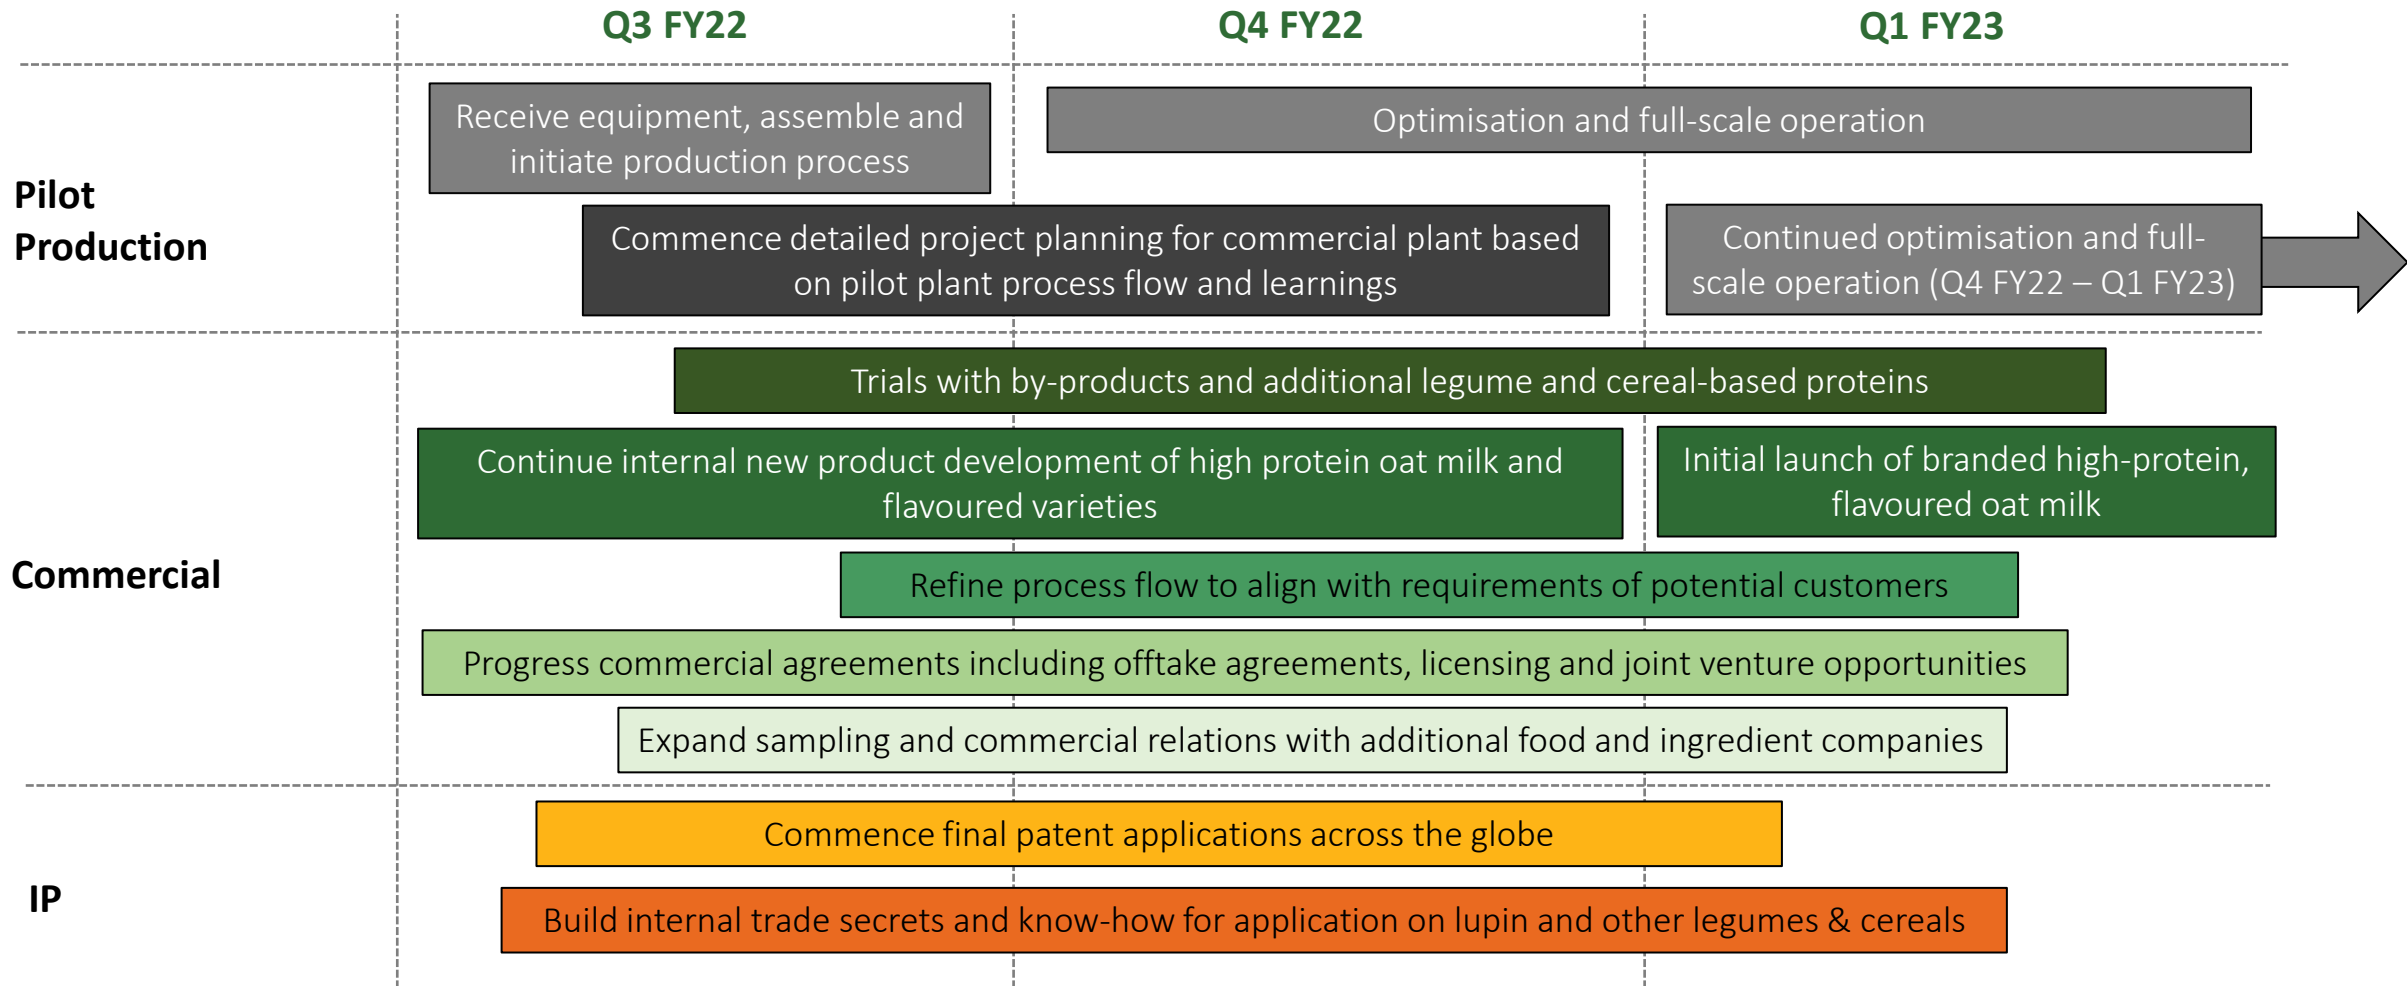 Q3 FY22
Q4 FY22
Q1 FY23
Pilot
Production
Receive equipment, assemble and
initiate production process
Optimisation and full-scale operation
Commence detailed project planning for commercial plant based
on pilot plant process flow and learnings
Continued optimisation and full-
scale operation (Q4 FY22 – Q1 FY23)
Commercial
Trials with by-products and additional legume and cereal-based proteins
Continue internal new product development of high protein oat milk and
flavoured varieties
Initial launch of branded high-protein,
flavoured oat milk
Refine process flow to align with requirements of potential customers
Progress commercial agreements including offtake agreements, licensing and joint venture opportunities
Expand sampling and commercial relations with additional food and ingredient companies
IP
Commence final patent applications across the globe
Build internal trade secrets and know-how for application on lupin and other legumes & cereals